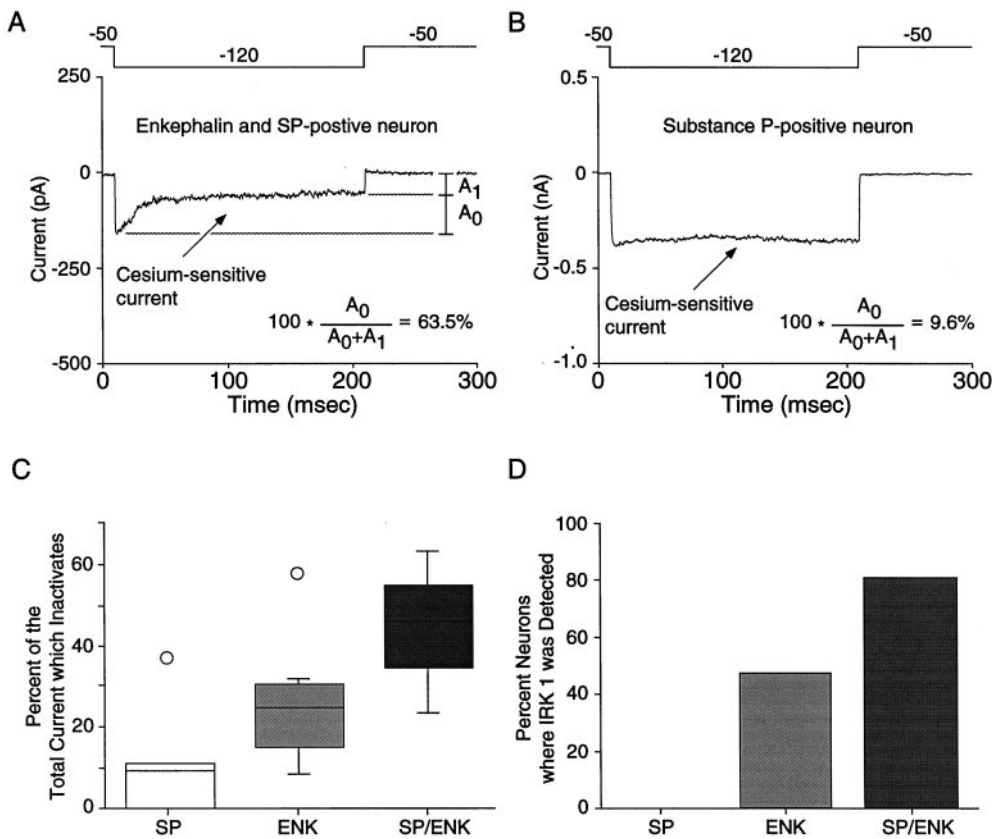 A
-50
-120
-50
250
0
-250
-500
Current (pA)
Enkephalin and SP-postive neuron
A1
A0
Cesium-sensitive
current
100 * A0 / A0+A1 = 63.5%
0
100
200
300
Time (msec)
B
-50
-120
-50
0.5
0
-0.5
-1.0
Current (nA)
Substance P-positive neuron
Cesium-sensitive
current
100 * A0 / A0+A1 = 9.6%
0
100
200
300
Time (msec)
C
Percent of the
Total Current which Inactivates
60
40
20
0
SP
ENK
SP/ENK
D
Percent Neurons
where IRK 1 was Detected
100
80
60
40
20
0
SP
ENK
SP/ENK